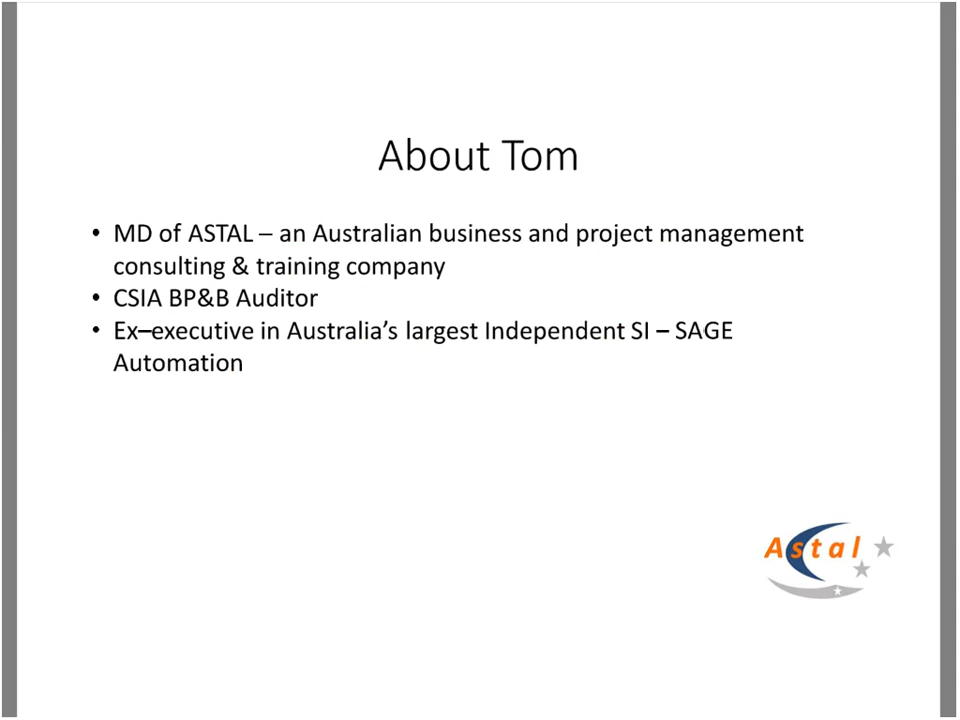 About Tom
• MD of ASTAL – an Australian business and project management
consulting & training company
• CSIA BP&B Auditor
• Ex–executive in Australia’s largest Independent SI – SAGE
Automation
Astal